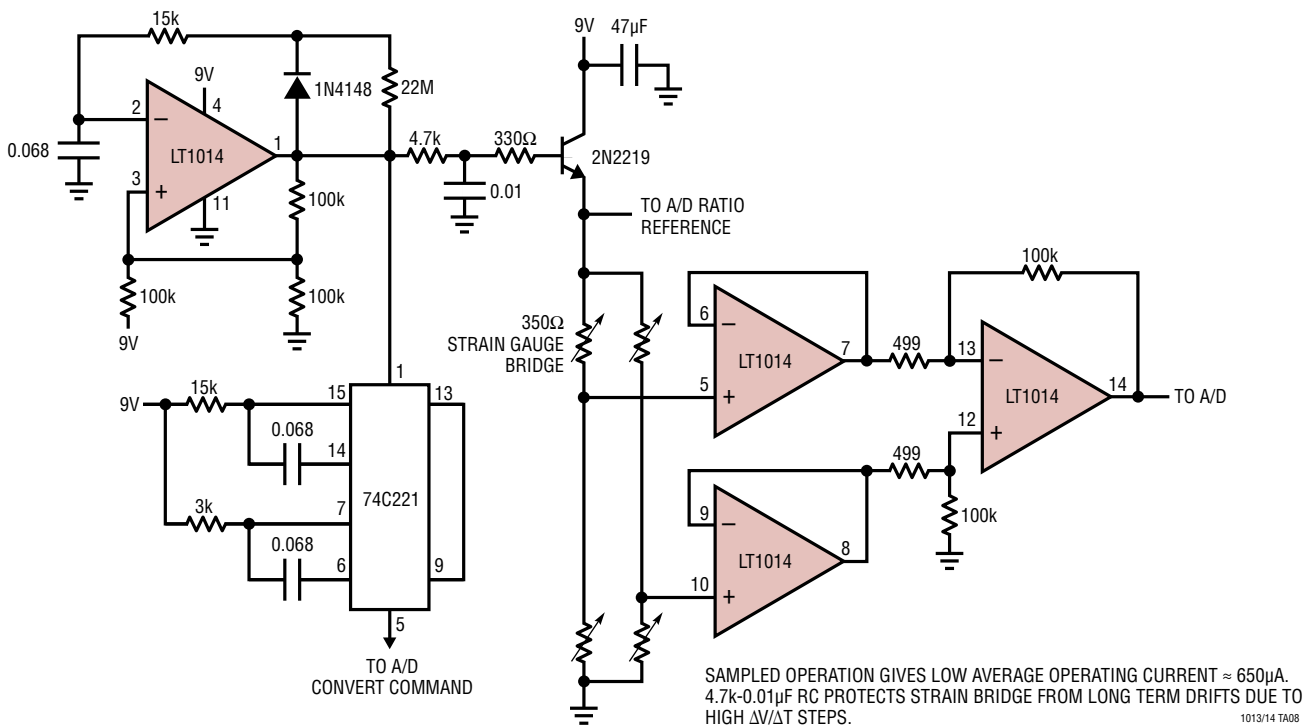 15k
9V
47µF
9V
1N4148
22M
2
4
−
1
4.7k
330Ω
2N2219
0.068
LT1014
3
+
11
100k
0.01
TO A/D RATIO
REFERENCE
100k
100k
9V
100k
350Ω
STRAIN GAUGE
BRIDGE
6
−
LT1014
7
499
13
−
5
+
LT1014
14
TO A/D
12
+
1
9V
15k
15
13
0.068
14
499
74C221
9
−
100k
3k
7
8
LT1014
0.068
6
9
10
+
5
TO A/D
CONVERT COMMAND
SAMPLED OPERATION GIVES LOW AVERAGE OPERATING CURRENT ≈ 650µA.
4.7k-0.01µF RC PROTECTS STRAIN BRIDGE FROM LONG TERM DRIFTS DUE TO
HIGH ∆V/∆T STEPS.
1013/14 TA08